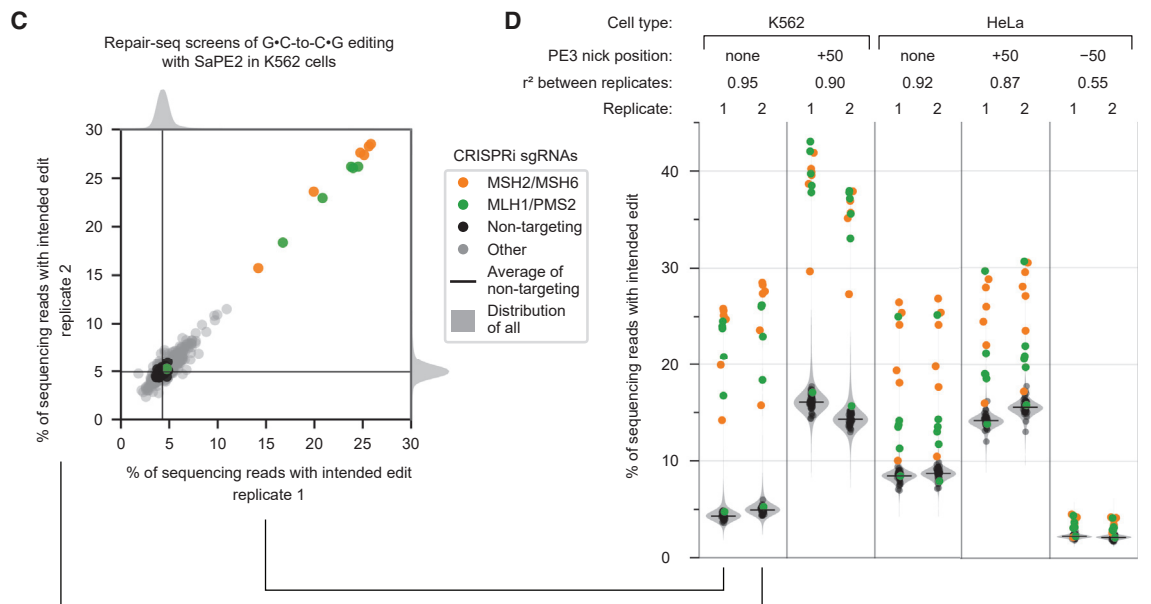 C
Repair-seq screens of G•C-to-C•G editing
with SaPE2 in K562 cells
% of sequencing reads with intended edit
replicate 2
30
25
20
15
10
5
0
0 5 10 15 20 25 30
% of sequencing reads with intended edit
replicate 1
CRISPRi sgRNAs
MSH2/MSH6
MLH1/PMS2
Non-targeting
Other
Average of
non-targeting
Distribution
of all
D
Cell type: K562 HeLa
PE3 nick position: none +50 none +50 −50
r² between replicates: 0.95 0.90 0.92 0.87 0.55
Replicate: 1 2 1 2 1 2 1 2 1 2
% of sequencing reads with intended edit
40
30
20
10
0